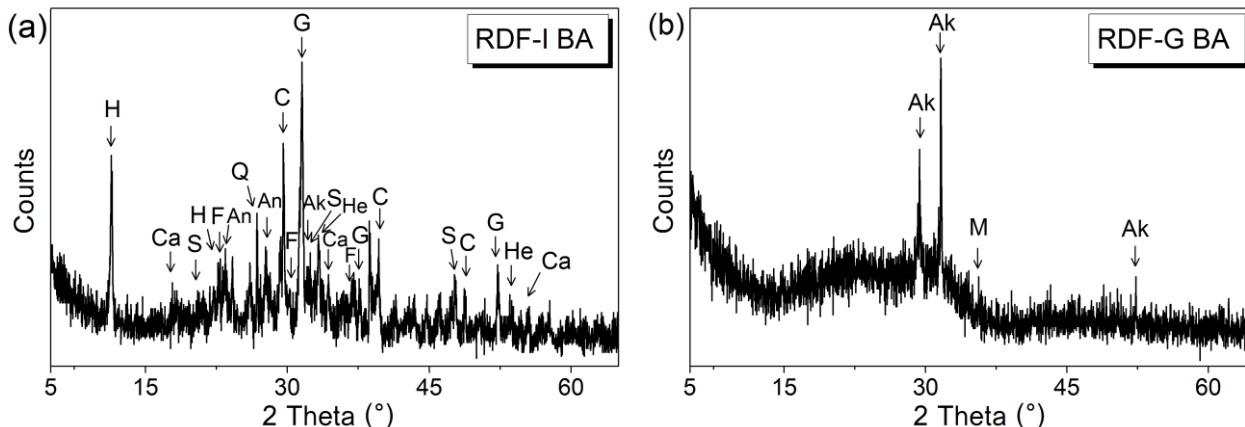 (a)
RDF-I BA
Counts
H
Ca
S
H
F
An
Q
An
C
F
G
Ak
S
He
Ca
F
G
C
S
C
G
He
Ca
5 15 30 45 60
2 Theta (°)
(b)
RDF-G BA
Counts
Ak
Ak
M
Ak
5 15 30 45 60
2 Theta (°)